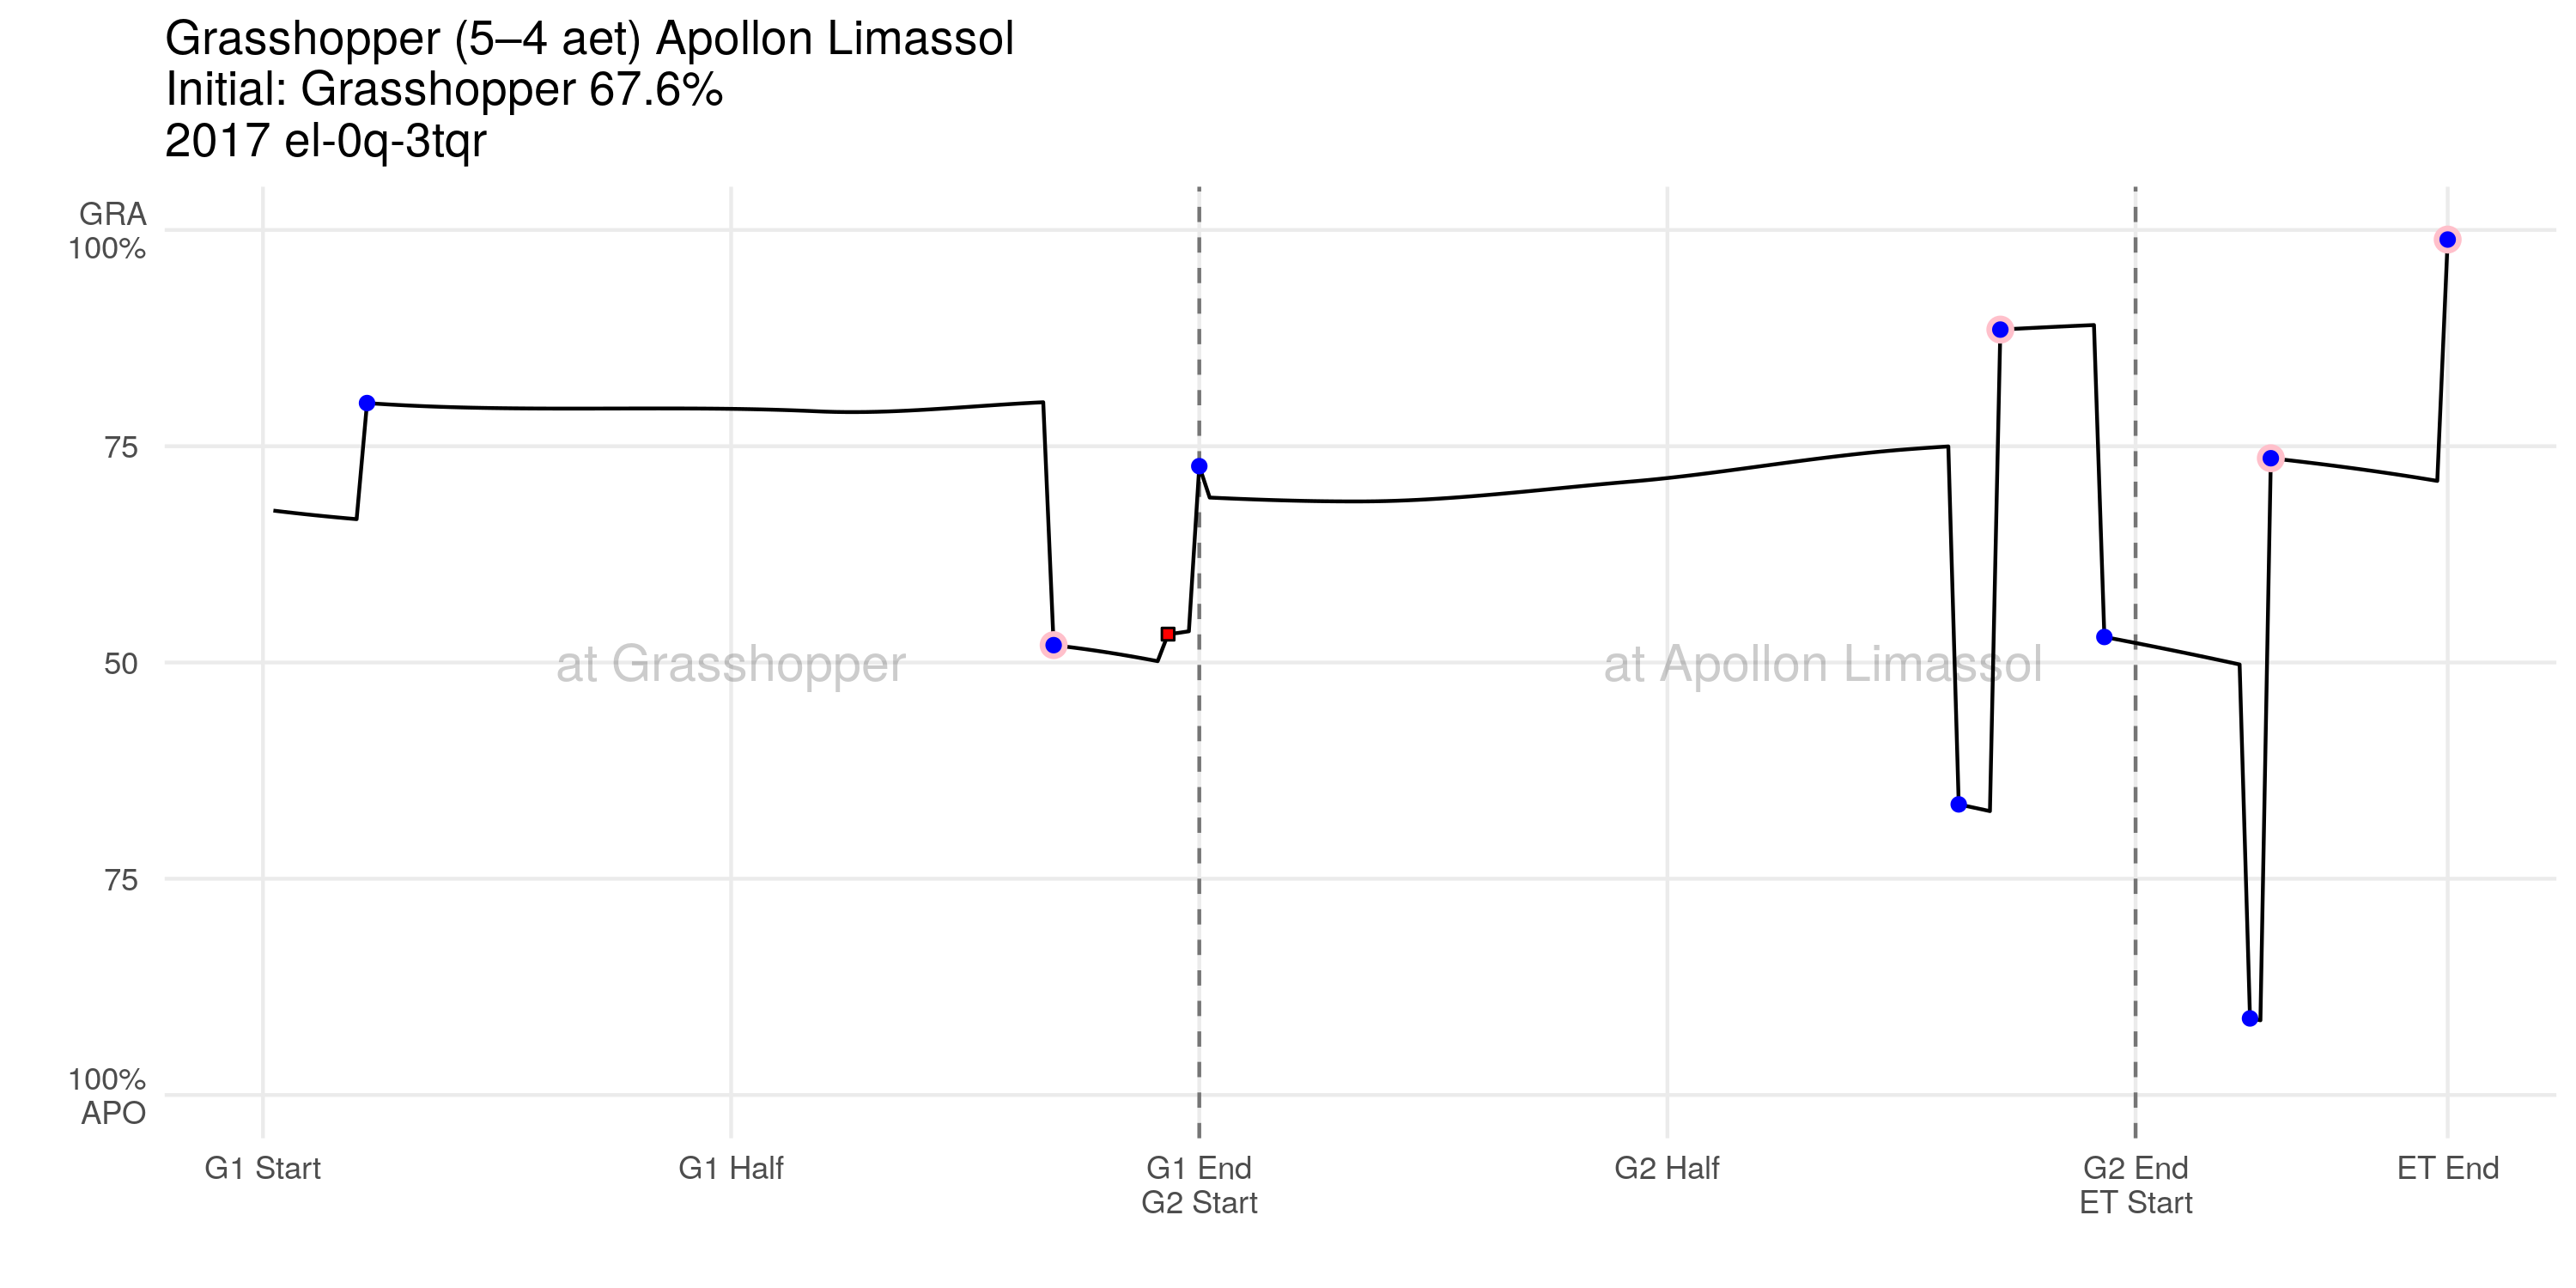 Grasshopper (5–4 aet) Apollon Limassol
Initial: Grasshopper 67.6%
2017 el-0q-3tqr
GRA
100%
75
50
75
100%
APO
at Grasshopper
at Apollon Limassol
G1 Start
G1 Half
G1 End
G2 Start
G2 Half
G2 End
ET Start
ET End